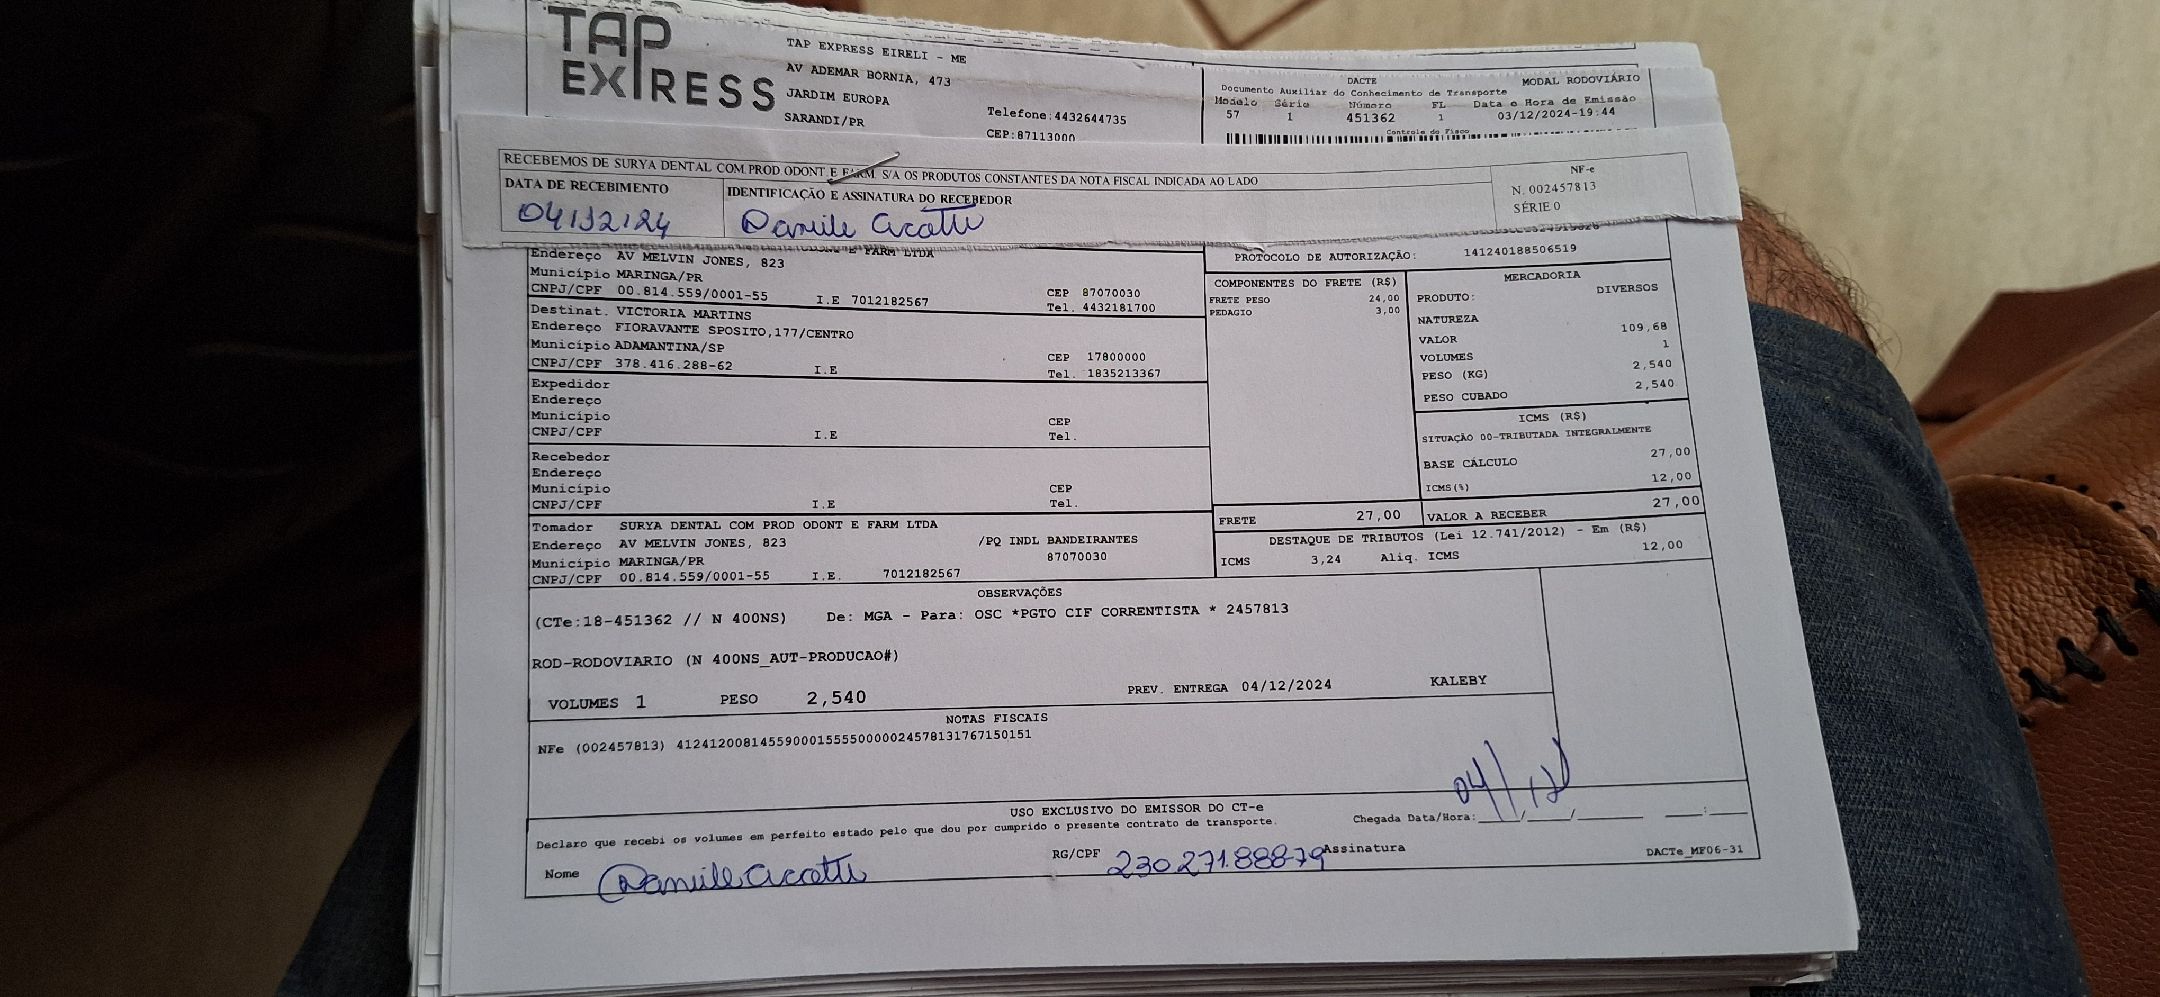 TAP EXPRESS
TAP EXPRESS EIRELI - ME
AV ADEMAR BORNIA, 473
JARDIM EUROPA
SARANDI/PR
Telefone:4432644735
CEP:87113000
DACTE
MODAL RODOVIÁRIO
Documento Auxiliar do Conhecimento de Transporte
Modelo Série Número FL Data e Hora de Emissão
57 1 451362 1 03/12/2024-19:44
Controle do Fisco
RECEBEMOS DE SURYA DENTAL COM PROD ODONT E FARM S/A OS PRODUTOS CONSTANTES DA NOTA FISCAL INDICADA AO LADO
DATA DE RECEBIMENTO
04/12/24
IDENTIFICAÇÃO E ASSINATURA DO RECEBEDOR
NF-e
N. 002457813
SÉRIE 0
E FARM LTDA
Endereço AV MELVIN JONES, 823
Município MARINGA/PR CEP 87070030
CNPJ/CPF 00.814.559/0001-55 I.E 7012182567 Tel. 4432181700
Destinat. VICTORIA MARTINS
Endereço FIORAVANTE SPOSITO,177/CENTRO
Município ADAMANTINA/SP CEP 17800000
CNPJ/CPF 378.416.288-62 I.E Tel. 1835213367
Expedidor
Endereço
Município CEP
CNPJ/CPF I.E Tel.
Recebedor
Endereço
Município CEP
CNPJ/CPF I.E Tel.
Tomador SURYA DENTAL COM PROD ODONT E FARM LTDA
Endereço AV MELVIN JONES, 823 /PQ INDL BANDEIRANTES
Município MARINGA/PR 87070030
CNPJ/CPF 00.814.559/0001-55 I.E. 7012182567
PROTOCOLO DE AUTORIZAÇÃO: 141240188506519
COMPONENTES DO FRETE (R$)
FRETE PESO 24,00
PEDAGIO 3,00
MERCADORIA
PRODUTO: DIVERSOS
NATUREZA
VALOR 109,68
VOLUMES 1
PESO (KG) 2,540
PESO CUBADO 2,540
ICMS (R$)
SITUAÇÃO 00-TRIBUTADA INTEGRALMENTE
BASE CÁLCULO 27,00
ICMS(%) 12,00
FRETE 27,00 VALOR A RECEBER 27,00
DESTAQUE DE TRIBUTOS (Lei 12.741/2012) - Em (R$)
ICMS 3,24 Aliq. ICMS 12,00
OBSERVAÇÕES
(CTe:18-451362 // N 400NS) De: MGA - Para: OSC *PGTO CIF CORRENTISTA * 2457813
ROD-RODOVIARIO (N 400NS_AUT-PRODUCAO#)
VOLUMES 1 PESO 2,540 PREV. ENTREGA 04/12/2024 KALEBY
NOTAS FISCAIS
NFe (002457813) 41241200814559000155550000024578131767150151
USO EXCLUSIVO DO EMISSOR DO CT-e
Declaro que recebi os volumes em perfeito estado pelo que dou por cumprido o presente contrato de transporte.
Chegada Data/Hora: 04/12/
Nome
RG/CPF 23027188879 Assinatura
DACTe_MF06-31